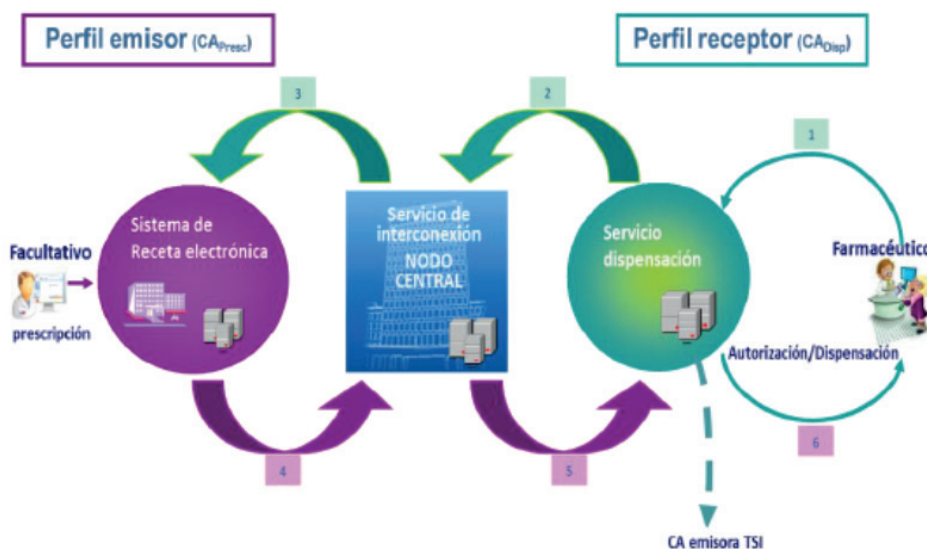 Perfil emisor (CAPresc)
Perfil receptor (CADisp)
3
2
1
Sistema de
Receta electrónica
Servicio de
interconexión
NODO
CENTRAL
Servicio
dispensación
Facultativo
prescripción
Farmacéutico
Autorización/Dispensación
4
5
6
CA emisora TSI